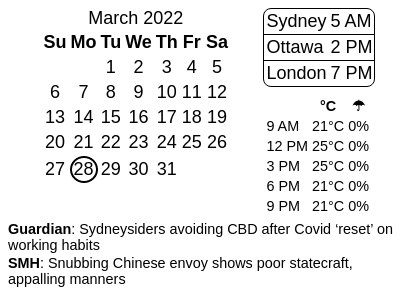 March 2022
Su Mo Tu We Th Fr Sa
1 2 3 4 5
6 7 8 9 10 11 12
13 14 15 16 17 18 19
20 21 22 23 24 25 26
27 28 29 30 31
Sydney 5 AM
Ottawa 2 PM
London 7 PM
°C ☂
9 AM 21°C 0%
12 PM 25°C 0%
3 PM 25°C 0%
6 PM 21°C 0%
9 PM 21°C 0%
Guardian: Sydneysiders avoiding CBD after Covid ‘reset’ on
working habits
SMH: Snubbing Chinese envoy shows poor statecraft,
appalling manners